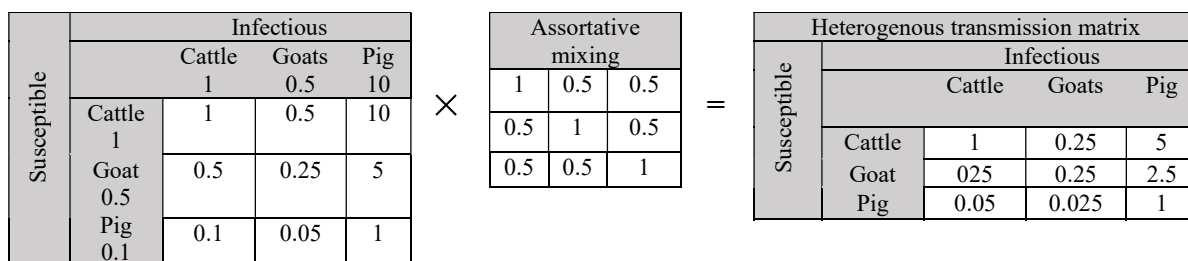 Infectious
Cattle Goats Pig
1 0.5 10
Susceptible
Cattle 1 0.5 10
1
Goat 0.5 0.25 5
0.5
Pig 0.1 0.05 1
0.1
×
Assortative
mixing
1 0.5 0.5
0.5 1 0.5
0.5 0.5 1
=
Heterogenous transmission matrix
Infectious
Cattle Goats Pig
Susceptible
Cattle 1 0.25 5
Goat 025 0.25 2.5
Pig 0.05 0.025 1